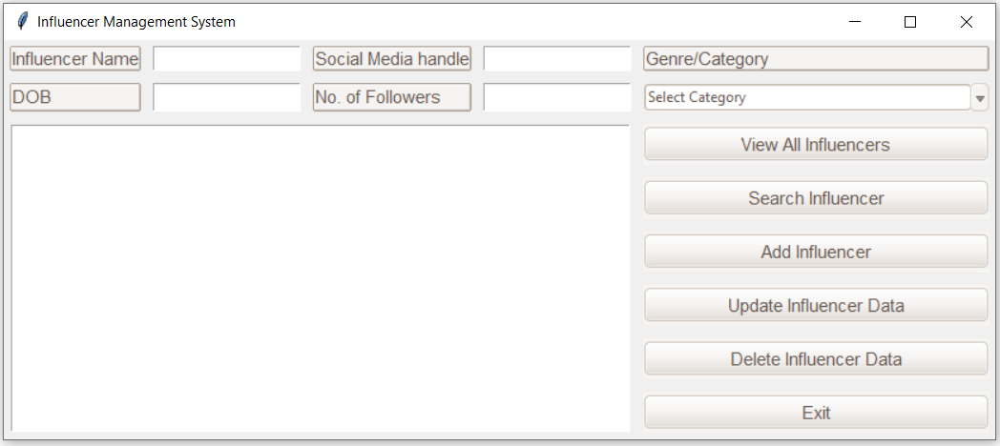 Influencer Management System
Influencer Name
Social Media handle
Genre/Category
DOB
No. of Followers
Select Category
View All Influencers
Search Influencer
Add Influencer
Update Influencer Data
Delete Influencer Data
Exit